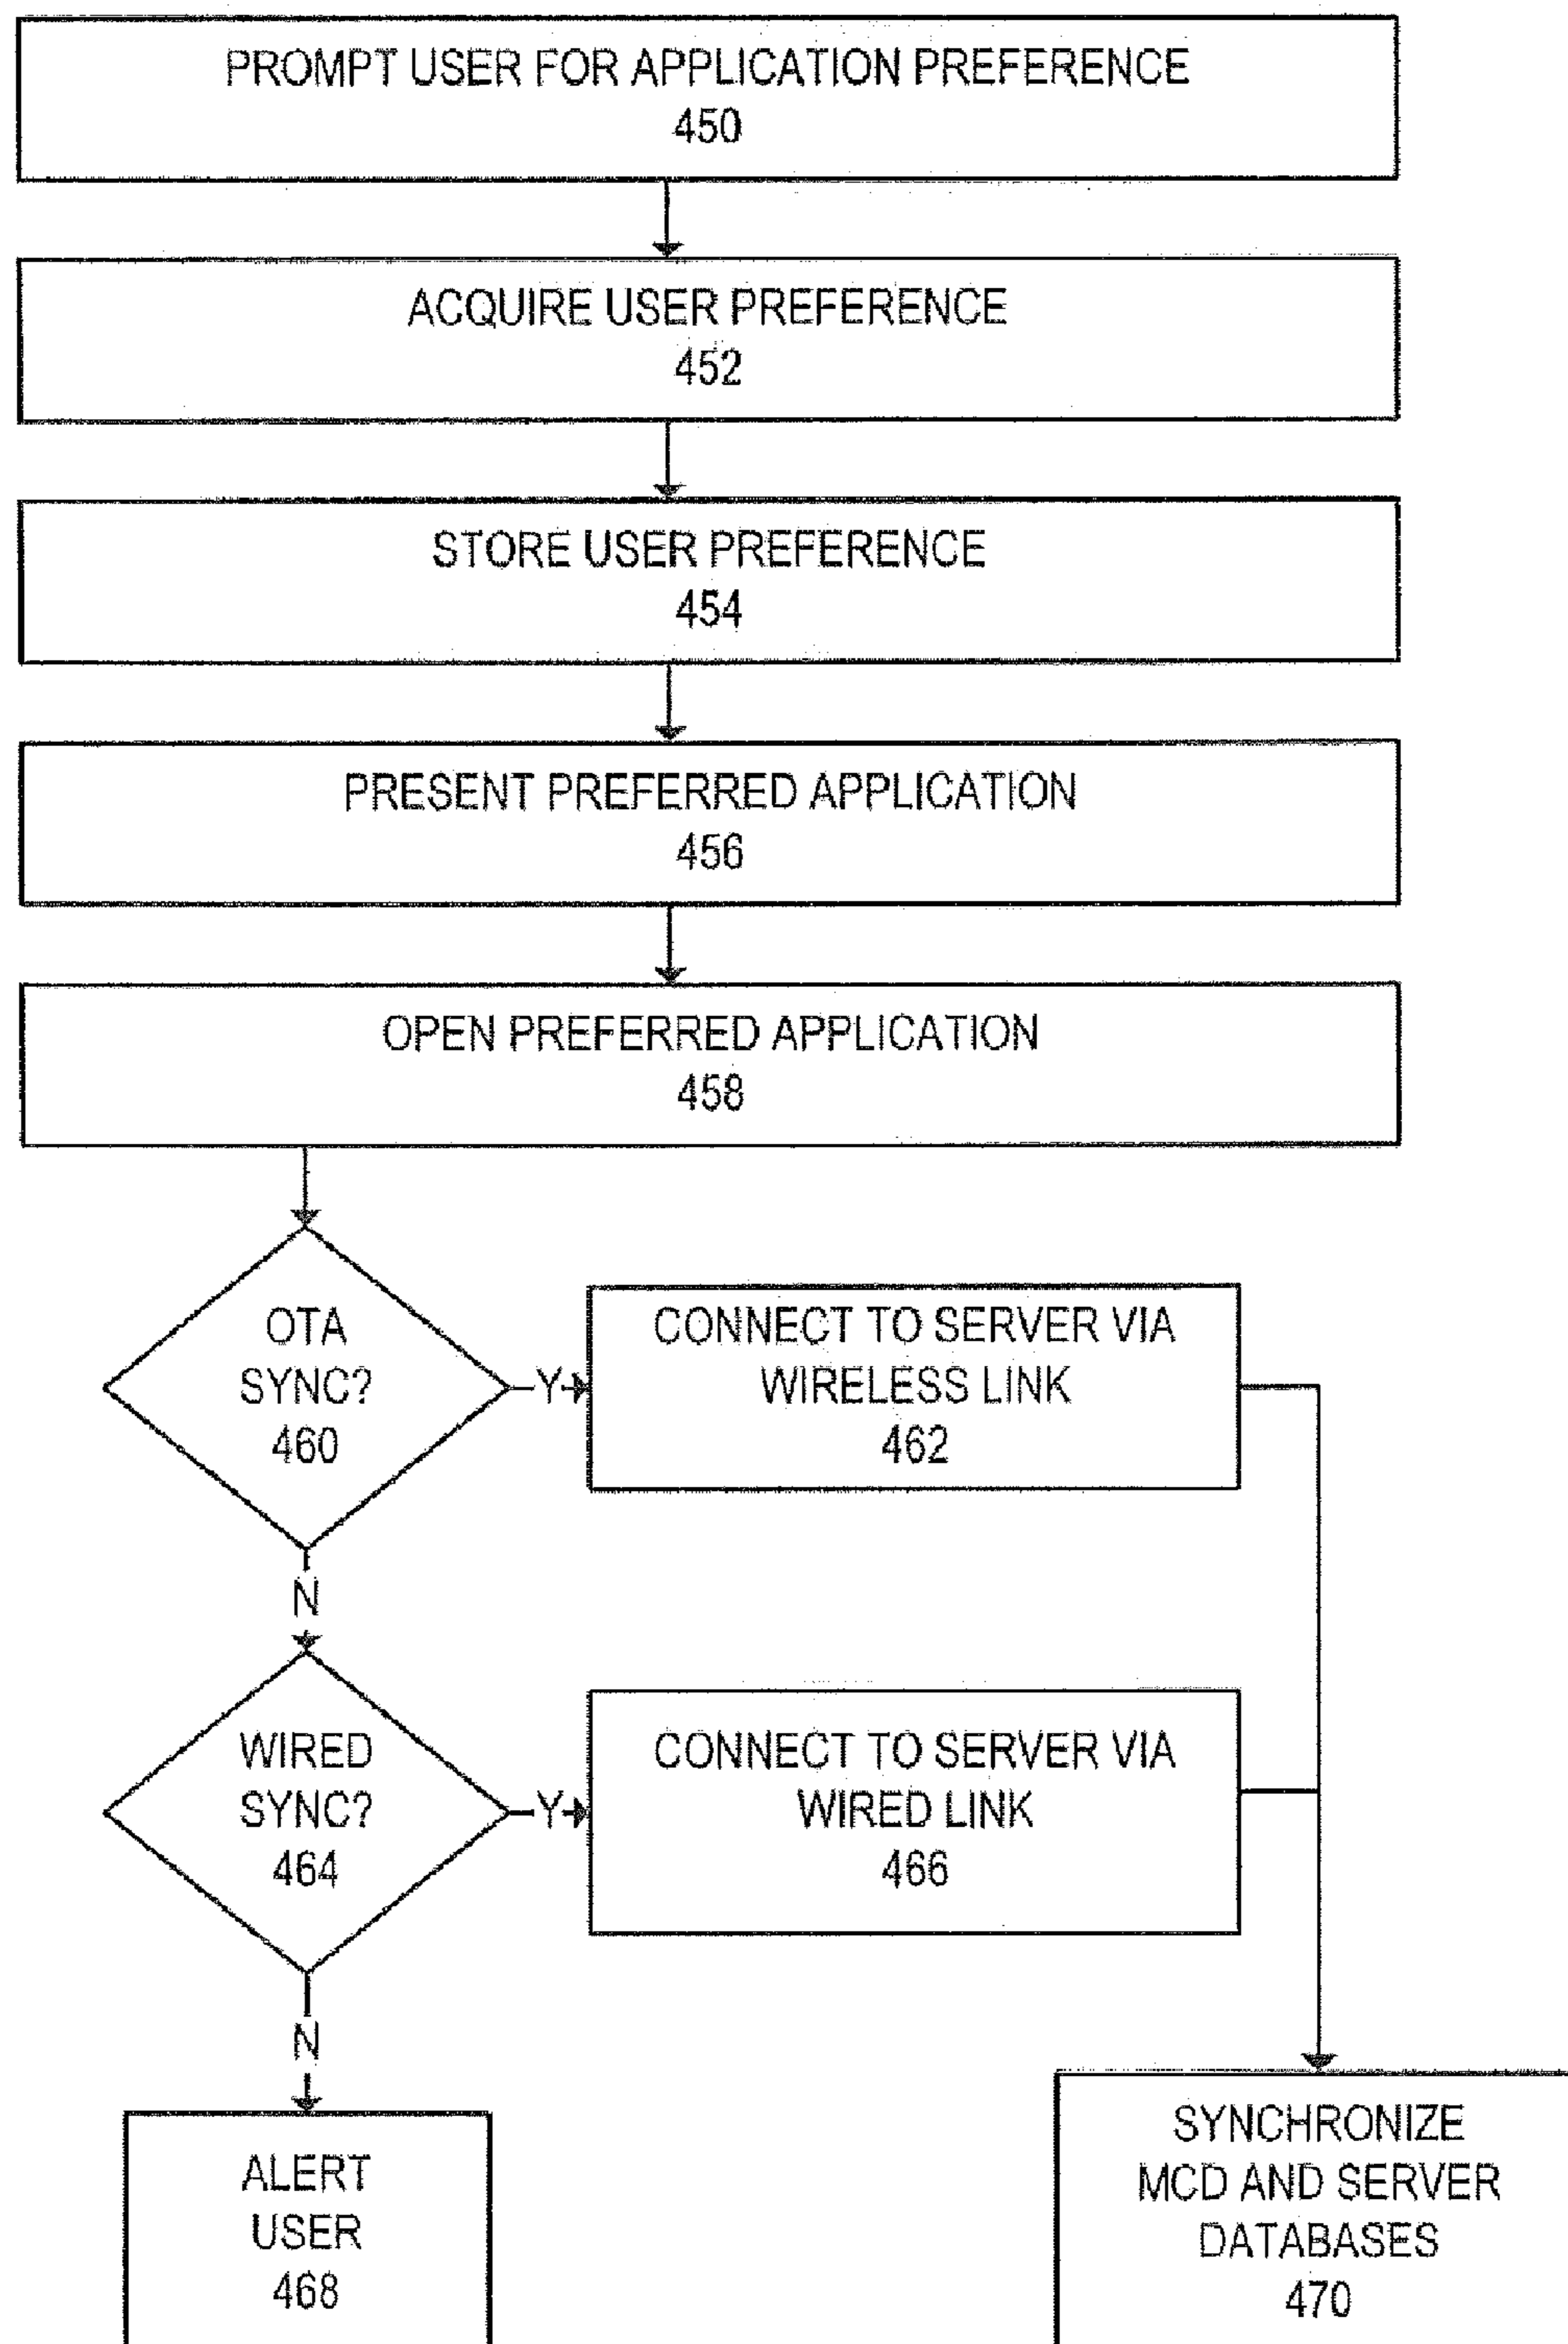 PROMPT USER FOR APPLICATION PREFERENCE
450
ACQUIRE USER PREFERENCE
452
STORE USER PREFERENCE
454
PRESENT PREFERRED APPLICATION
456
OPEN PREFERRED APPLICATION
458
OTA
SYNC?
460
Y
CONNECT TO SERVER VIA
WIRELESS LINK
462
N
WIRED
SYNC?
464
Y
CONNECT TO SERVER VIA
WIRED LINK
466
N
ALERT
USER
468
SYNCHRONIZE
MCD AND SERVER
DATABASES
470